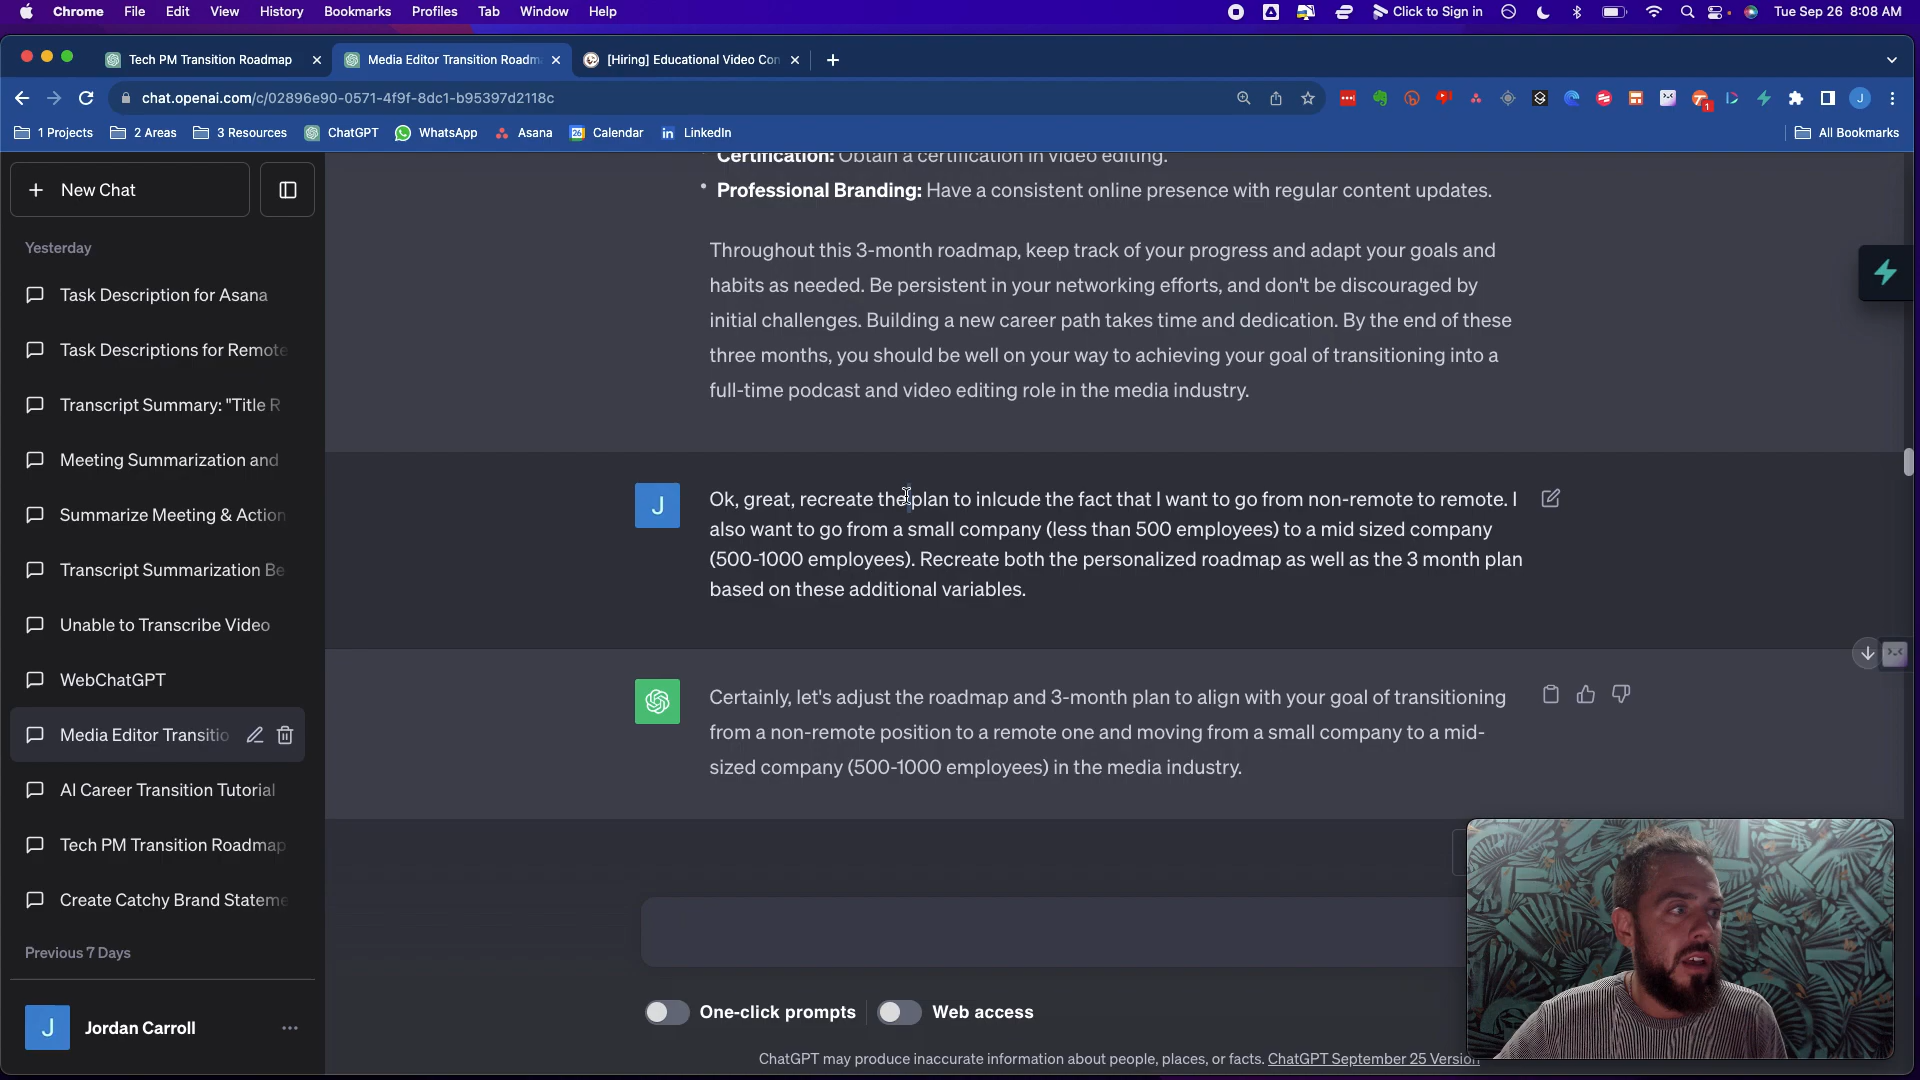 Chrome File Edit View History Bookmarks Profiles Tab Window Help Click to Sign in Tue Sep 26 8:08 AM
Tech PM Transition Roadmap Media Editor Transition Roadm [Hiring] Educational Video Con
chat.openai.com/c/02896e90-0571-4f9f-8dc1-b95397d2118c 1 J
1 Projects 2 Areas 3 Resources ChatGPT WhatsApp Asana 26 Calendar in LinkedIn All Bookmarks
New Chat
Yesterday
Task Description for Asana
Task Descriptions for Remote
Transcript Summary: "Title R
Meeting Summarization and
Summarize Meeting & Action
Transcript Summarization Be
Unable to Transcribe Video
WebChatGPT
Media Editor Transitio
AI Career Transition Tutorial
Tech PM Transition Roadmap
Create Catchy Brand Stateme
Previous 7 Days
J Jordan Carroll
Certification: Obtain a certification in video editing.
• Professional Branding: Have a consistent online presence with regular content updates.
Throughout this 3-month roadmap, keep track of your progress and adapt your goals and
habits as needed. Be persistent in your networking efforts, and don't be discouraged by
initial challenges. Building a new career path takes time and dedication. By the end of these
three months, you should be well on your way to achieving your goal of transitioning into a
full-time podcast and video editing role in the media industry.
J
Ok, great, recreate the plan to inlcude the fact that I want to go from non-remote to remote. I
also want to go from a small company (less than 500 employees) to a mid sized company
(500-1000 employees). Recreate both the personalized roadmap as well as the 3 month plan
based on these additional variables.
Certainly, let's adjust the roadmap and 3-month plan to align with your goal of transitioning
from a non-remote position to a remote one and moving from a small company to a mid-
sized company (500-1000 employees) in the media industry.
One-click prompts Web access
ChatGPT may produce inaccurate information about people, places, or facts. ChatGPT September 25 Version